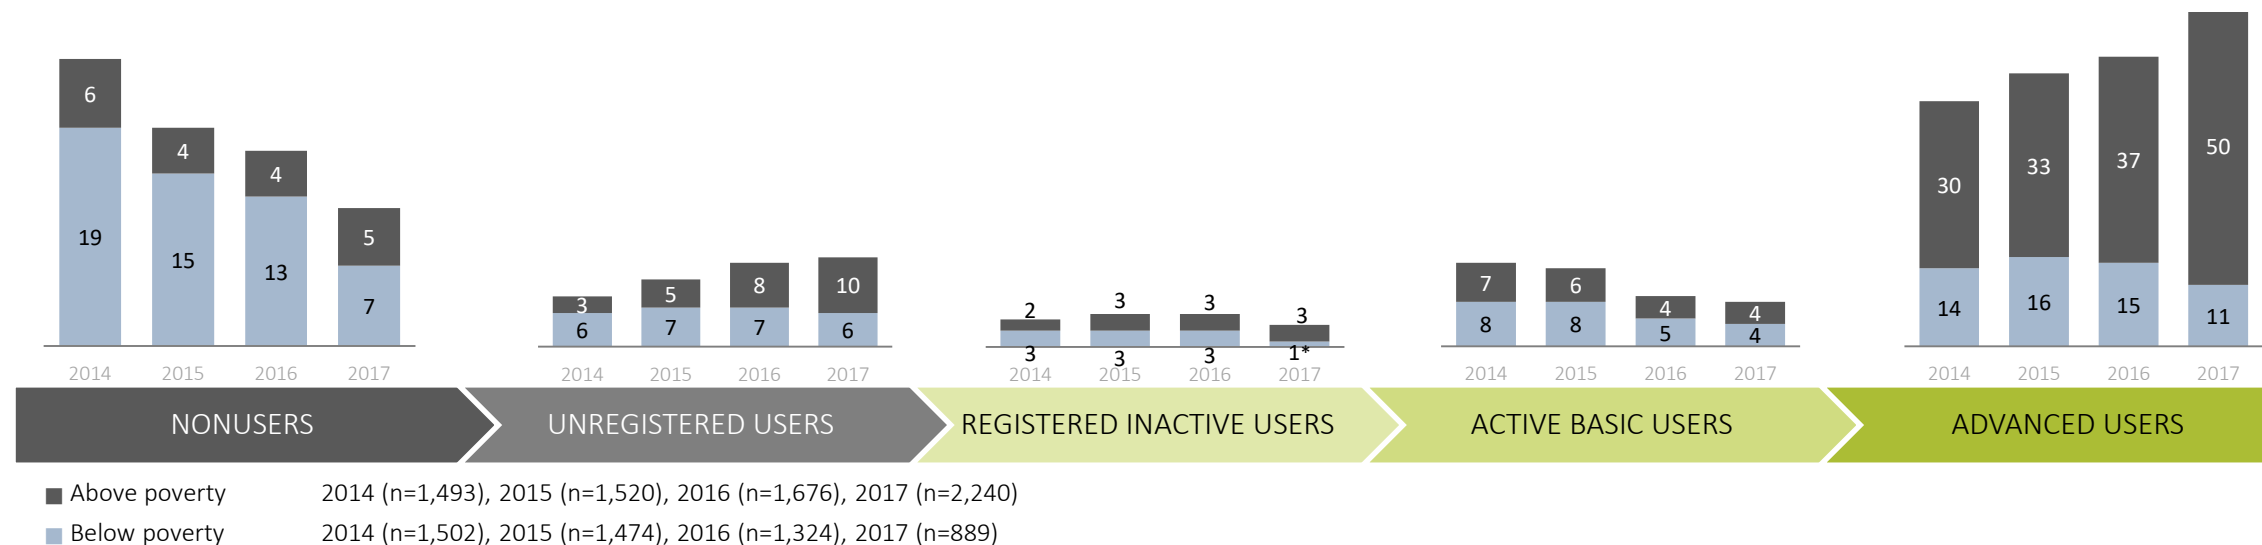 6 4 4 5
19 15 13 7
2014 2015 2016 2017
3 5 8 10
6 7 7 6
2014 2015 2016 2017
2 3 3 3
3 3 3 1*
2014 2015 2016 2017
7 6 4 4
8 8 5 4
2014 2015 2016 2017
30 33 37 50
14 16 15 11
2014 2015 2016 2017
NONUSERS
UNREGISTERED USERS
REGISTERED INACTIVE USERS
ACTIVE BASIC USERS
ADVANCED USERS
Above poverty 2014 (n=1,493), 2015 (n=1,520), 2016 (n=1,676), 2017 (n=2,240)
Below poverty 2014 (n=1,502), 2015 (n=1,474), 2016 (n=1,324), 2017 (n=889)